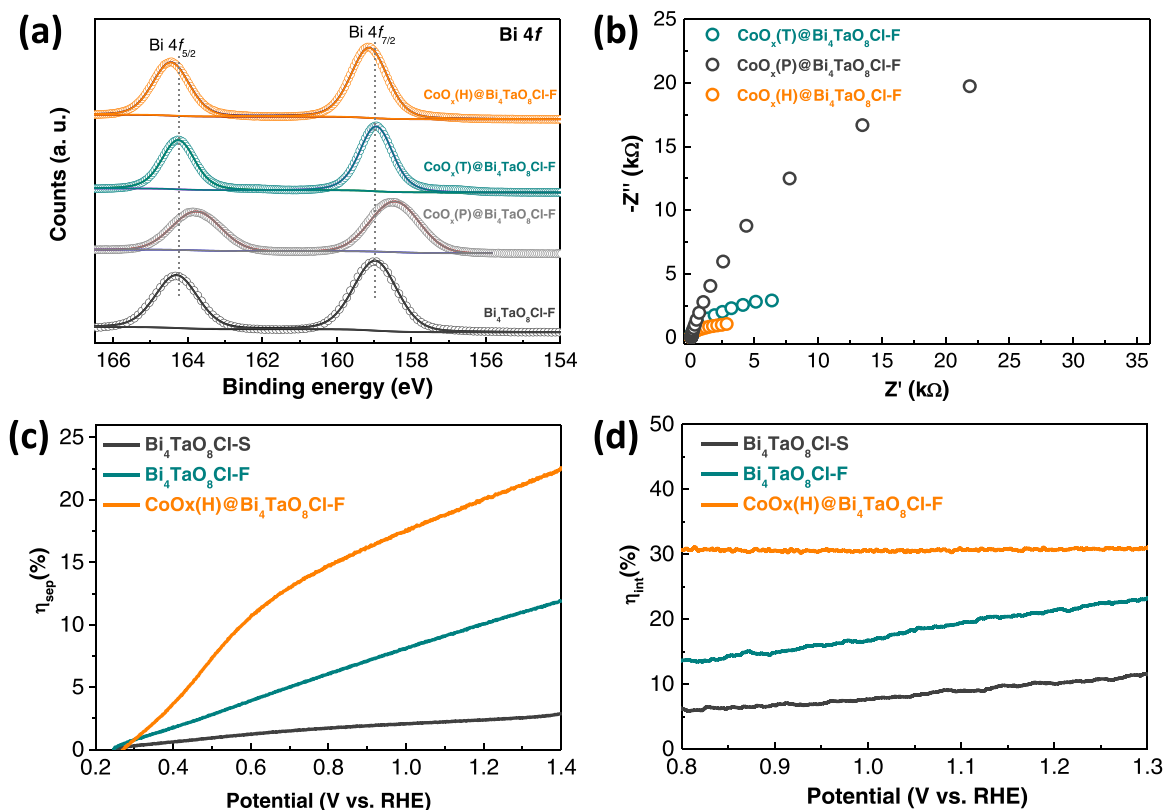 (a)
Bi 4f5/2
Bi 4f7/2
Bi 4f
CoOx(H)@Bi4TaO8Cl-F
CoOx(T)@Bi4TaO8Cl-F
CoOx(P)@Bi4TaO8Cl-F
Bi4TaO8Cl-F
Counts (a. u.)
166 164 162 160 158 156 154
Binding energy (eV)
(b)
CoOx(T)@Bi4TaO8Cl-F
CoOx(P)@Bi4TaO8Cl-F
CoOx(H)@Bi4TaO8Cl-F
-Z'' (kΩ)
25
20
15
10
5
0
0 5 10 15 20 25 30 35
Z' (kΩ)
(c)
Bi4TaO8Cl-S
Bi4TaO8Cl-F
CoOx(H)@Bi4TaO8Cl-F
ηsep(%)
25
20
15
10
5
0
0.2 0.4 0.6 0.8 1.0 1.2 1.4
Potential (V vs. RHE)
(d)
Bi4TaO8Cl-S
Bi4TaO8Cl-F
CoOx(H)@Bi4TaO8Cl-F
ηint(%)
50
40
30
20
10
0
0.8 0.9 1.0 1.1 1.2 1.3
Potential (V vs. RHE)